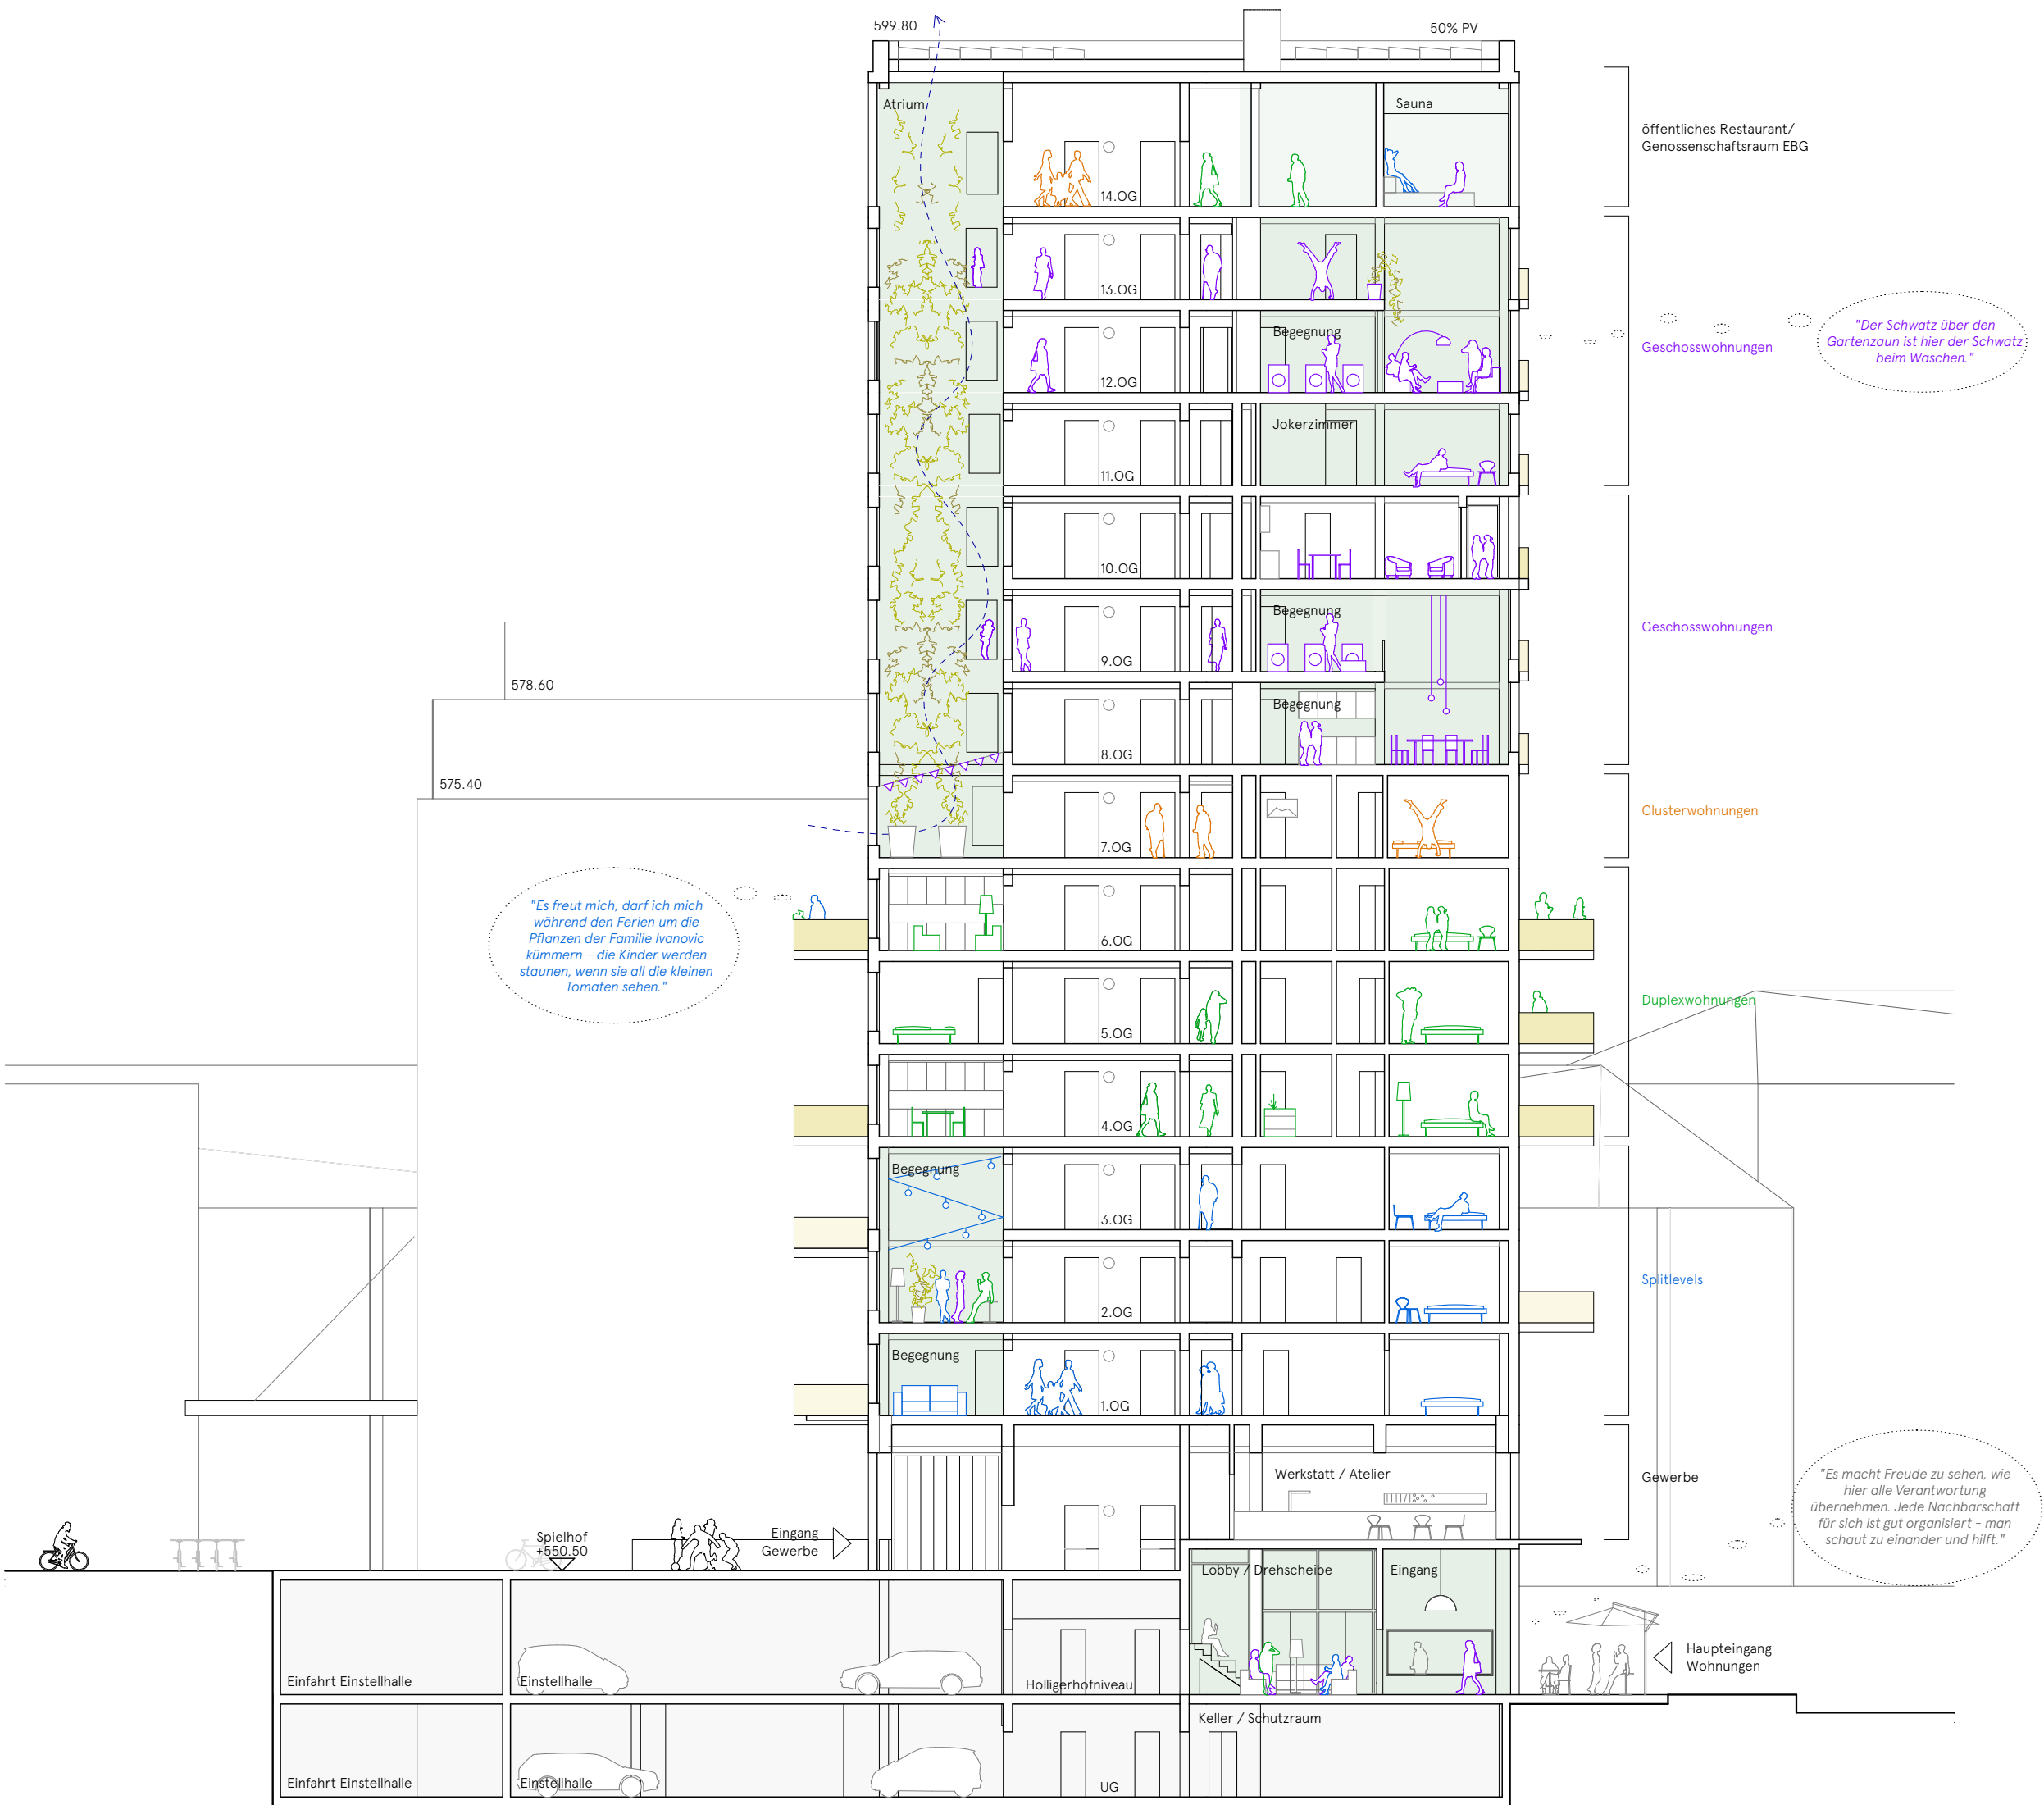 599.80
50% PV
Atrium
Sauna
öffentliches Restaurant/
Genossenschaftsraum EBG
14.OG
13.OG
Begegnung
12.OG
Geschosswohnungen
"Der Schwatz über den
Gartenzaun ist hier der Schwatz
beim Waschen."
Jokerzimmer
11.OG
10.OG
Begegnung
9.OG
Geschosswohnungen
578.60
Begegnung
8.OG
575.40
7.OG
Clusterwohnungen
"Es freut mich, darf ich mich
während den Ferien um die
Pflanzen der Familie Ivanovic
kümmern – die Kinder werden
staunen, wenn sie all die kleinen
Tomaten sehen."
6.OG
5.OG
Duplexwohnungen
4.OG
Begegnung
3.OG
2.OG
Splitlevels
Begegnung
1.OG
Werkstatt / Atelier
Gewerbe
"Es macht Freude zu sehen, wie
hier alle Verantwortung
übernehmen. Jede Nachbarschaft
für sich ist gut organisiert - man
schaut zu einander und hilft."
Spielhof
+550.50
Eingang
Gewerbe
Lobby / Drehscheibe
Eingang
Haupteingang
Wohnungen
Einfahrt Einstellhalle
Einstellhalle
Holligerhofniveau
Keller / Schutzraum
Einfahrt Einstellhalle
Einstellhalle
UG